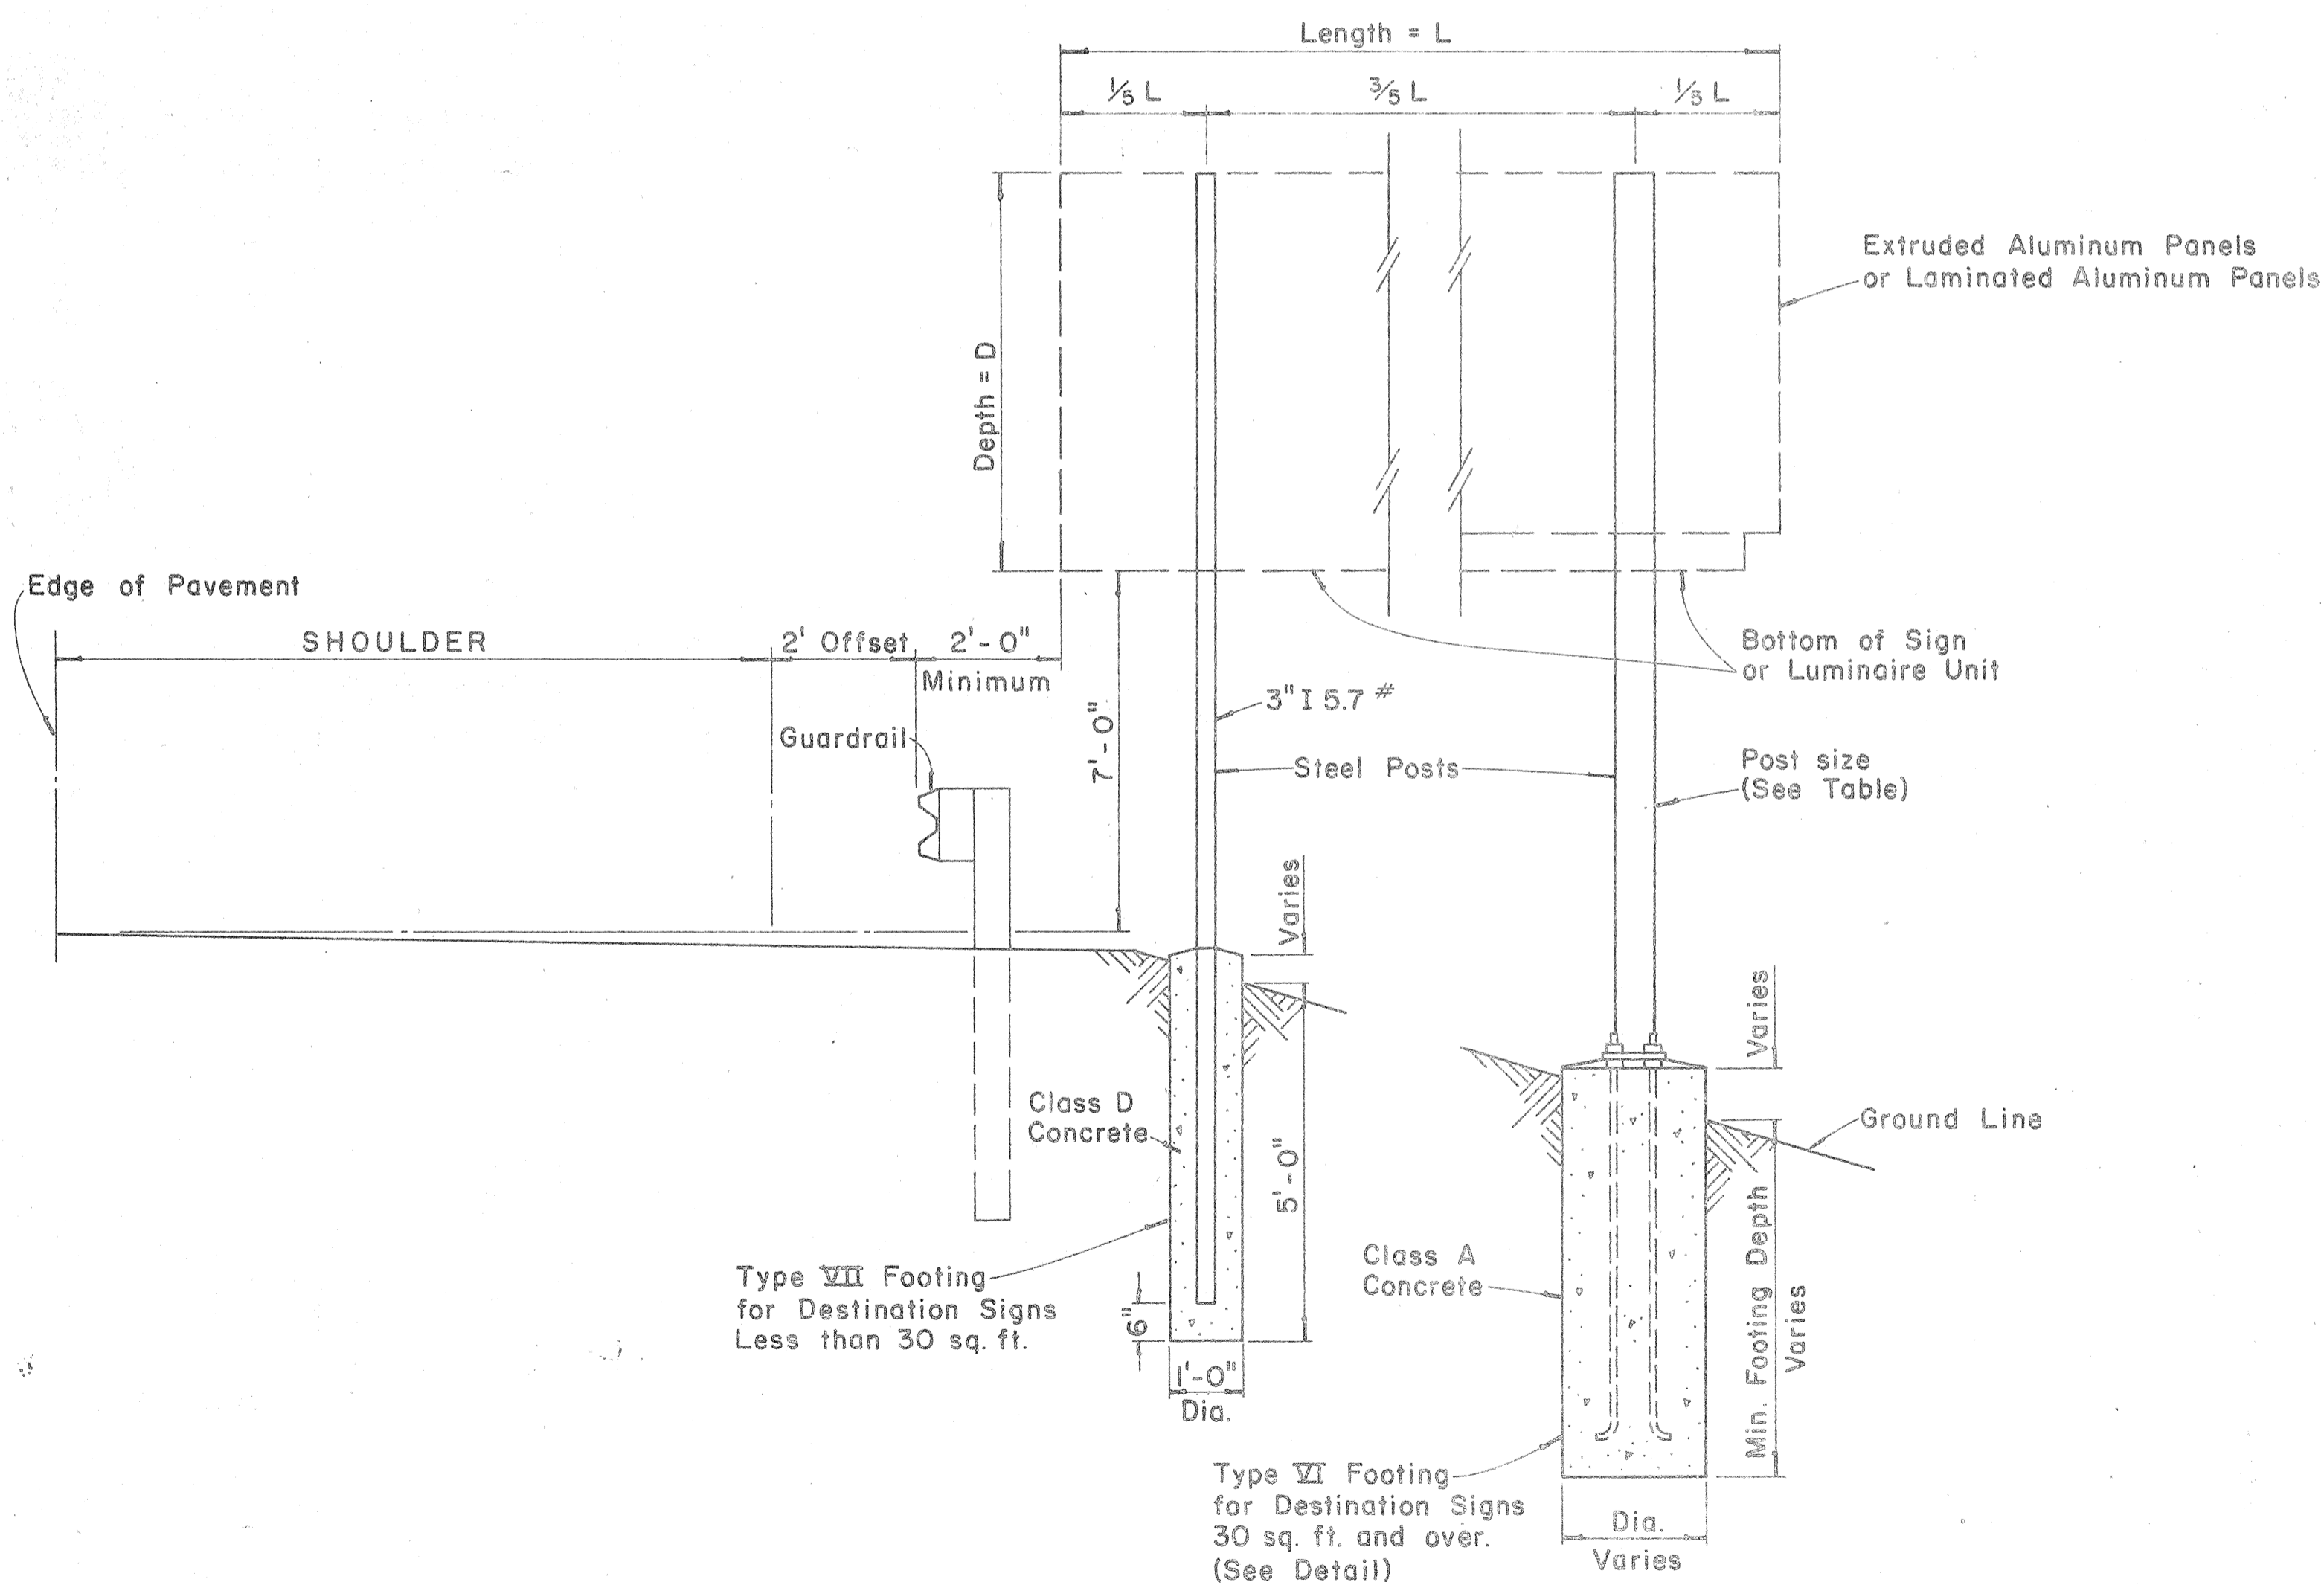 Length = L
1/5 L
3/5 L
1/5 L
Extruded Aluminum Panels
or Laminated Aluminum Panels
Depth = D
Edge of Pavement
SHOULDER
2' Offset
2'-0"
Minimum
Bottom of Sign
or Luminaire Unit
3" I 5.7 #
7'-0"
Guardrail
Steel Posts
Post size
(See Table)
Varies
Varies
Class D
Concrete
Ground Line
5'-0"
Type VII Footing
for Destination Signs
Less than 30 sq. ft.
6"
1'-0"
Dia.
Class A
Concrete
Min. Footing Depth
Varies
Type VI Footing
for Destination Signs
30 sq. ft. and over.
(See Detail)
Dia.
Varies